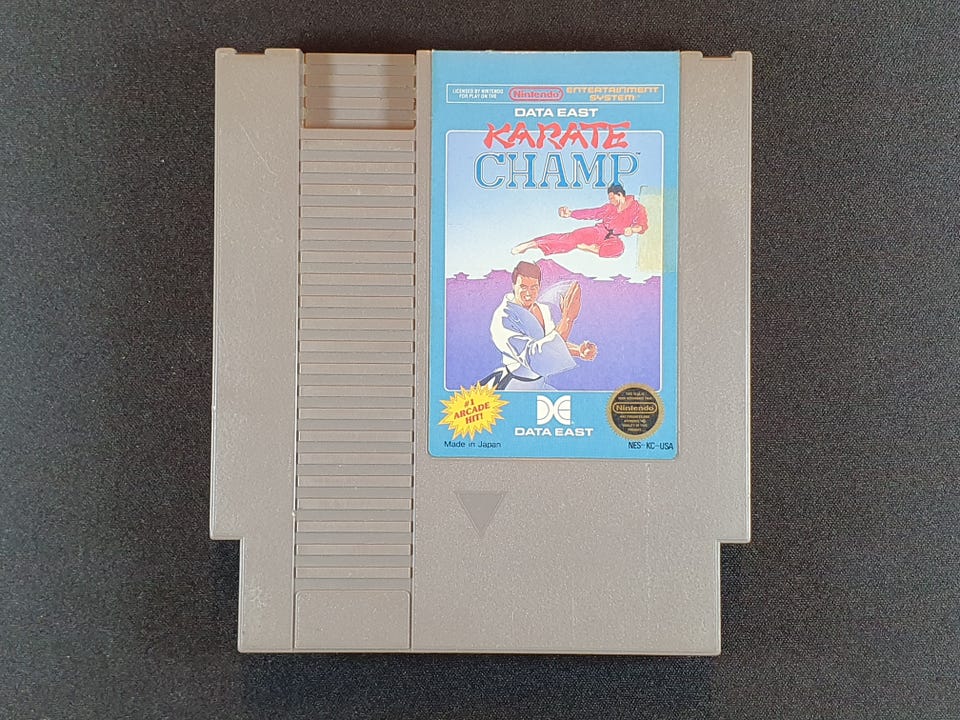 LICENSED BY NINTENDO
FOR PLAY ON THE
Nintendo
ENTERTAINMENT
SYSTEM
DATA EAST
KARATE
CHAMP™
#1
ARCADE
HIT!
DATA EAST
Nintendo
Made in Japan
NES-KC-USA